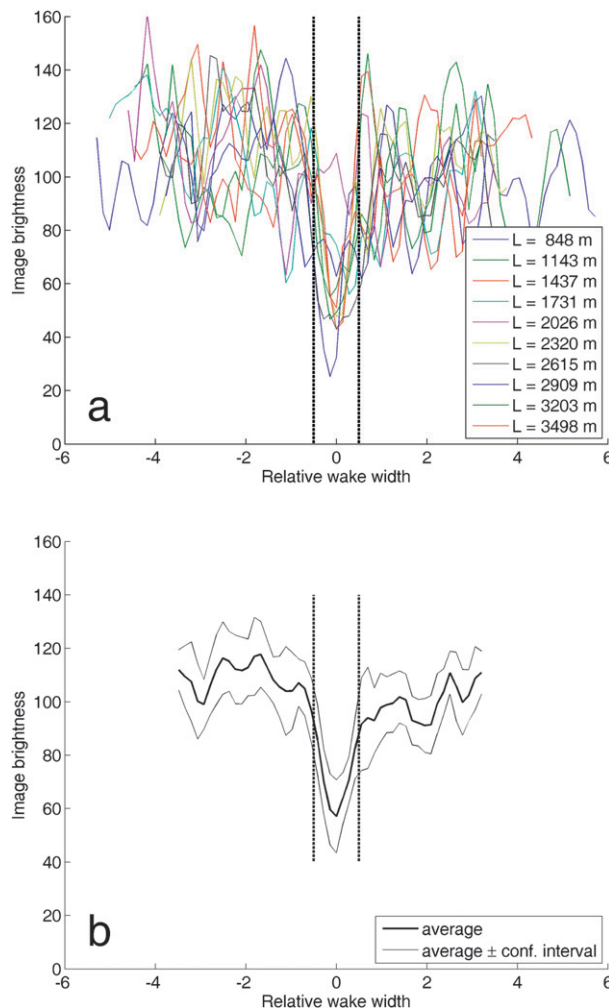 160
140
120
100
80
60
40
20
0
Image brightness
-6
-4
-2
0
2
4
6
Relative wake width
a
L = 848 m
L = 1143 m
L = 1437 m
L = 1731 m
L = 2026 m
L = 2320 m
L = 2615 m
L = 2909 m
L = 3203 m
L = 3498 m
160
140
120
100
80
60
40
20
0
Image brightness
-6
-4
-2
0
2
4
6
Relative wake width
b
average
average ± conf. interval